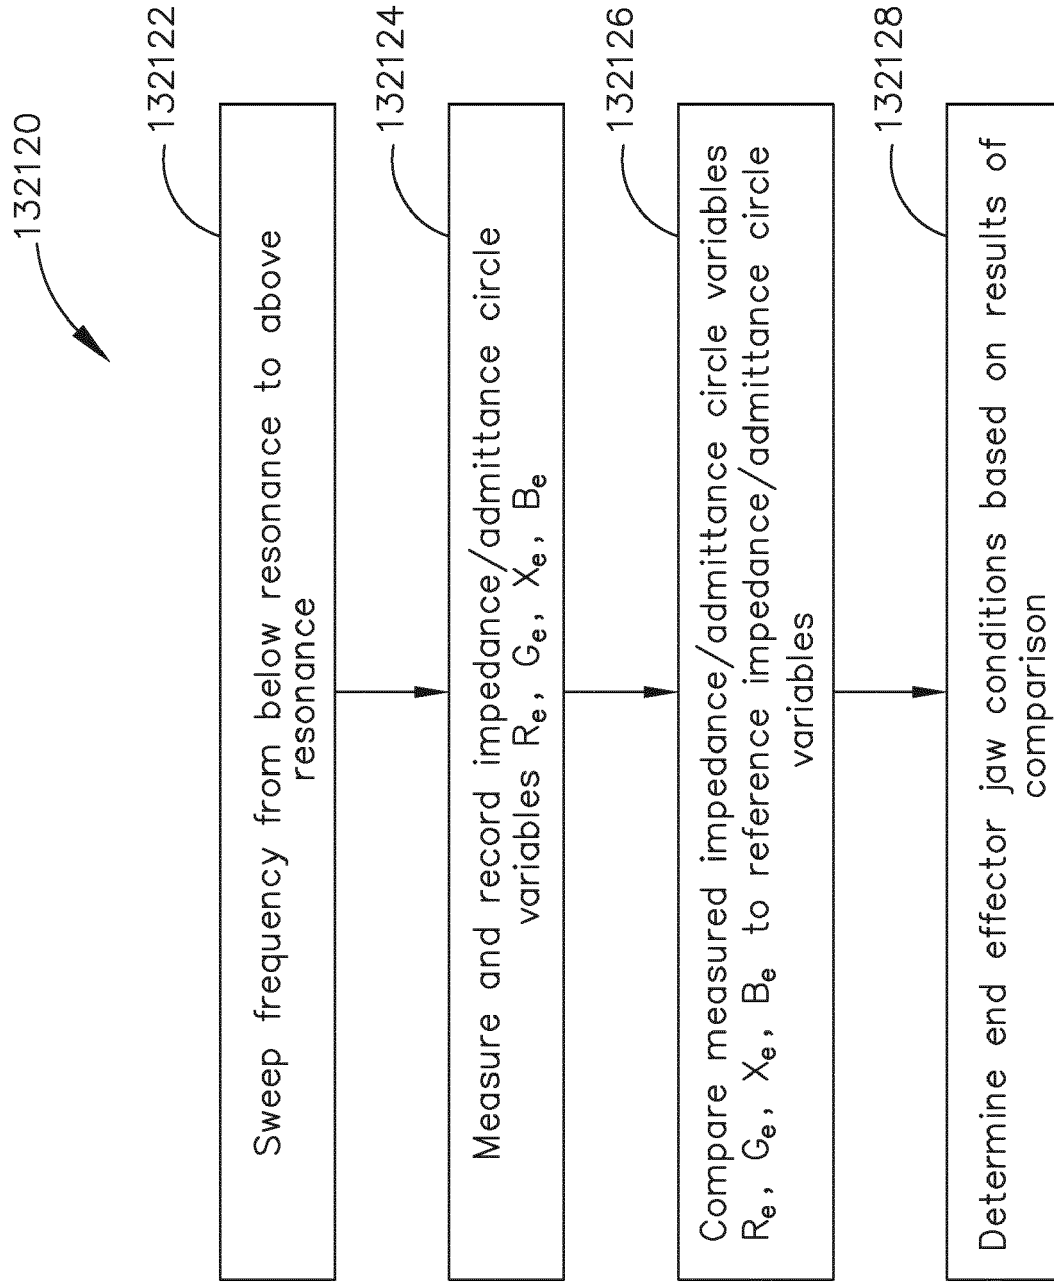 132120
132122
Sweep frequency from below resonance to above
resonance
132124
Measure and record impedance/admittance circle
variables Re, Ge, Xe, Be
132126
Compare measured impedance/admittance circle variables
Re, Ge, Xe, Be to reference impedance/admittance circle
variables
132128
Determine end effector jaw conditions based on results of
comparison